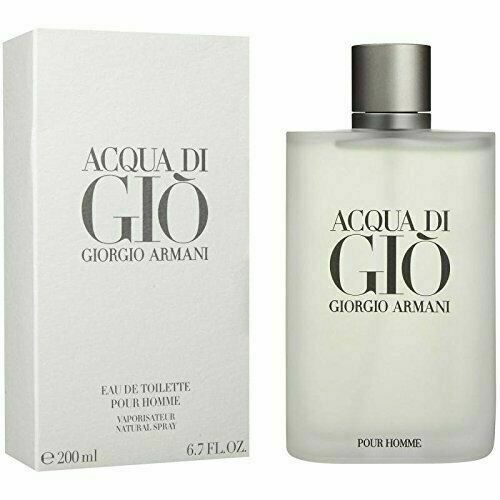 ACQUA DI
GIÒ
GIORGIO ARMANI
EAU DE TOILETTE
POUR HOMME
VAPORISATEUR
NATURAL SPRAY
℮ 200 ml 6.7 FL.OZ.
ACQUA DI
GIÒ
GIORGIO ARMANI
POUR HOMME